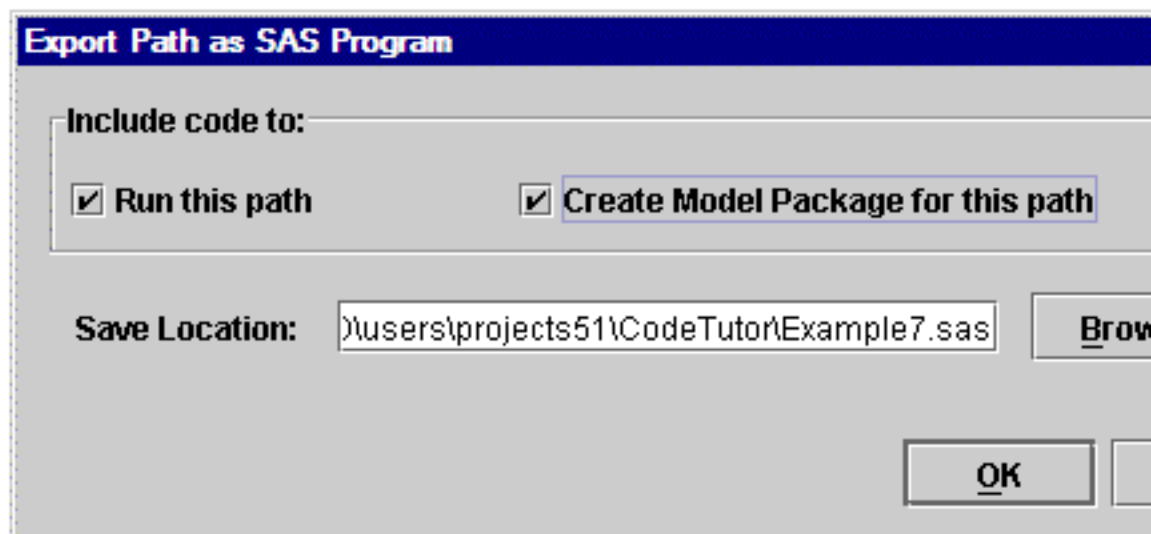 Export Path as SAS Program
Include code to:
Run this path
Create Model Package for this path
Save Location:
)\users\projects51\CodeTutor\Example7.sas
Brow
OK